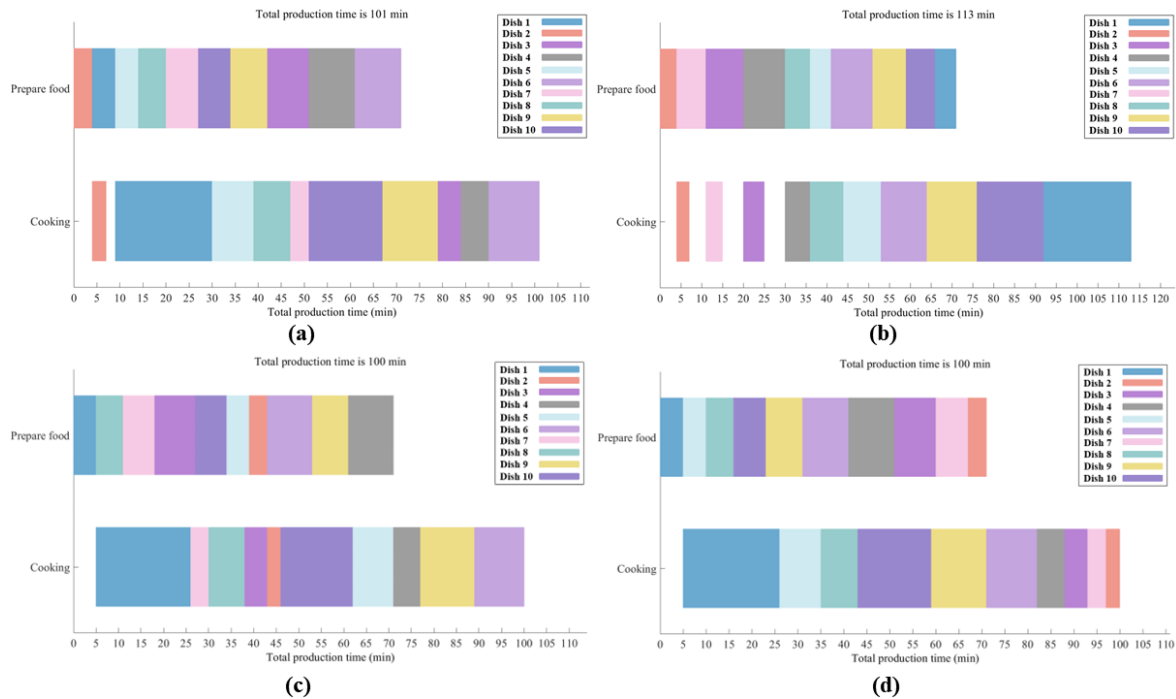 Total production time is 101 min
Dish 1
Dish 2
Dish 3
Dish 4
Dish 5
Dish 6
Dish 7
Dish 8
Dish 9
Dish 10
Prepare food
Cooking
0 5 10 15 20 25 30 35 40 45 50 55 60 65 70 75 80 85 90 95 100 105 110
Total production time (min)
(a)
Total production time is 113 min
Dish 1
Dish 2
Dish 3
Dish 4
Dish 5
Dish 6
Dish 7
Dish 8
Dish 9
Dish 10
Prepare food
Cooking
0 5 10 15 20 25 30 35 40 45 50 55 60 65 70 75 80 85 90 95 100 105 110 115 120
Total production time (min)
(b)
Total production time is 100 min
Dish 1
Dish 2
Dish 3
Dish 4
Dish 5
Dish 6
Dish 7
Dish 8
Dish 9
Dish 10
Prepare food
Cooking
0 5 10 15 20 25 30 35 40 45 50 55 60 65 70 75 80 85 90 95 100 105 110
Total production time (min)
(c)
Total production time is 100 min
Dish 1
Dish 2
Dish 3
Dish 4
Dish 5
Dish 6
Dish 7
Dish 8
Dish 9
Dish 10
Prepare food
Cooking
0 5 10 15 20 25 30 35 40 45 50 55 60 65 70 75 80 85 90 95 100 105 110
Total production time (min)
(d)